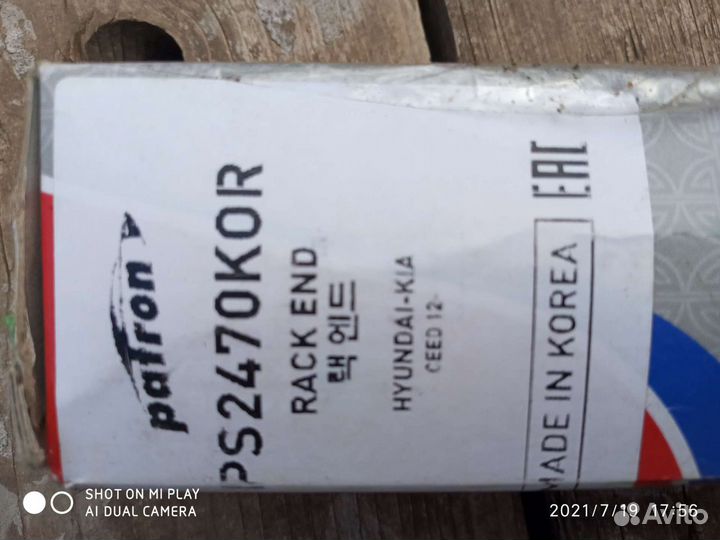 patron
PS2470KOR
RACK END
랙 엔드
HYUNDAI-KIA
CEED 12-
MADE IN KOREA
EAC
SHOT ON MI PLAY
AI DUAL CAMERA
2021/7/19 17:56
Avito